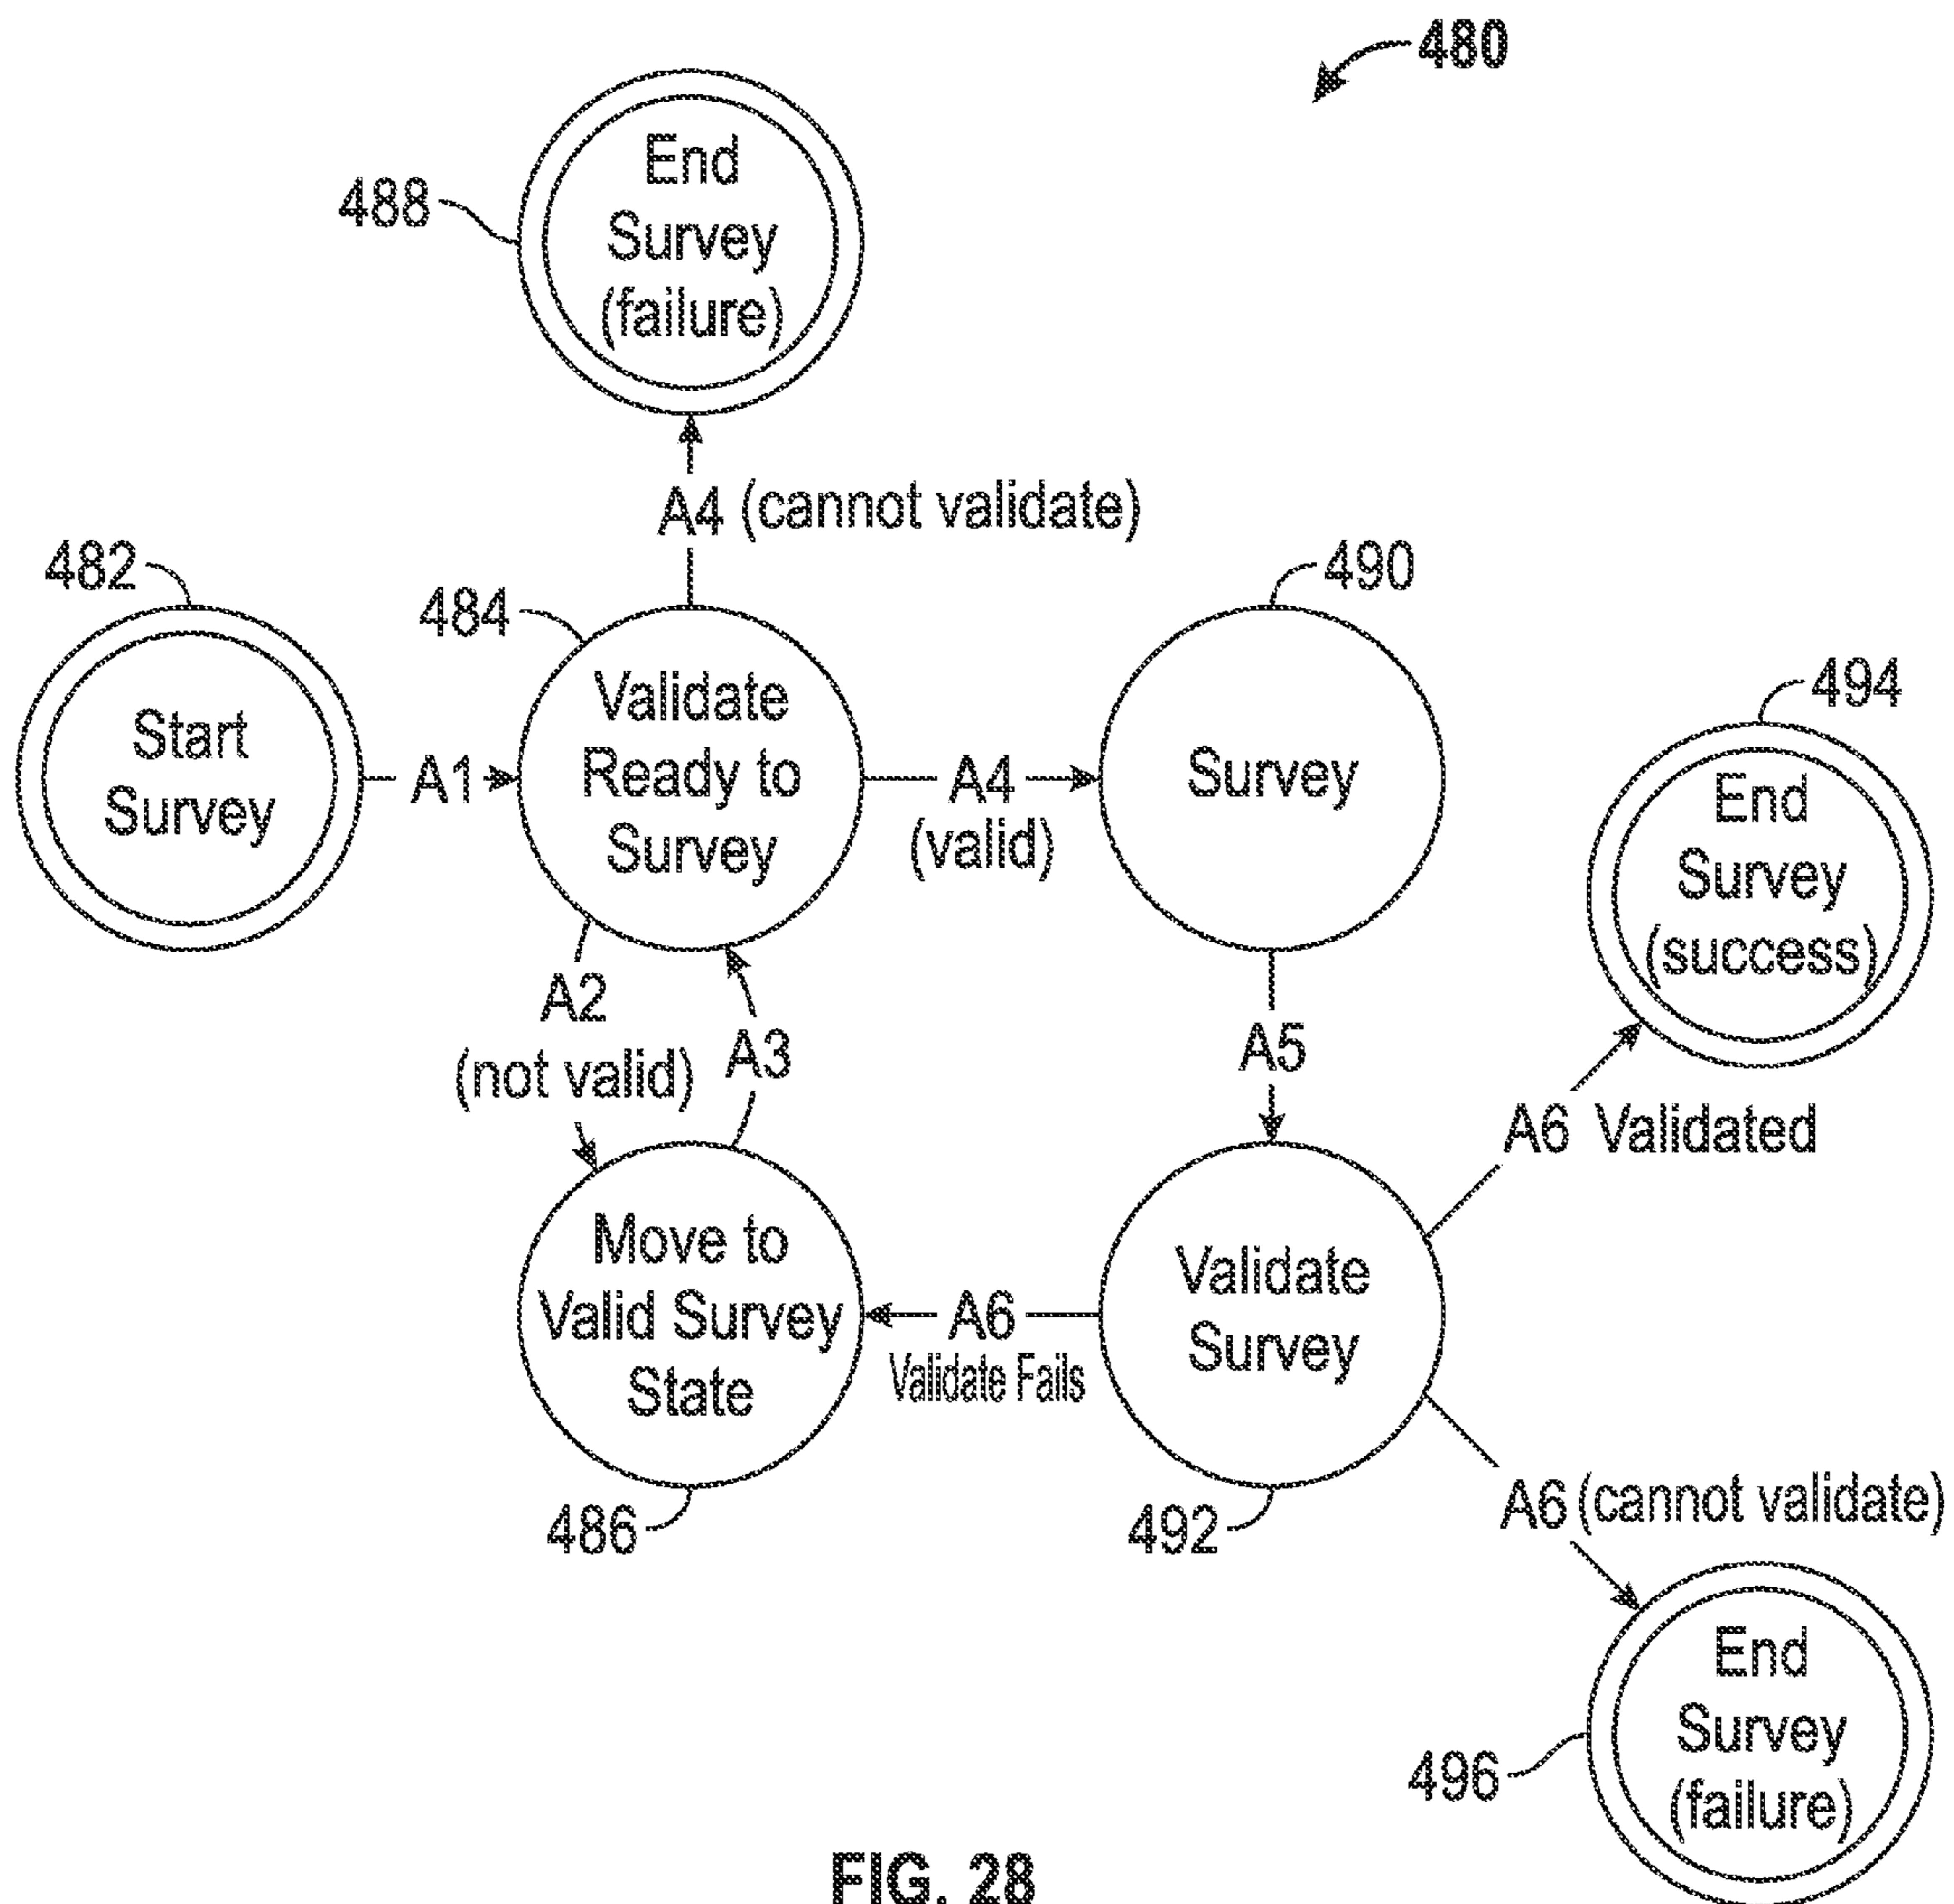 480
488
End
Survey
(failure)
A4 (cannot validate)
482
484
490
Start
Survey
A1
Validate
Ready to
Survey
A4
(valid)
Survey
494
End
Survey
(success)
A2
(not valid)
A3
A5
A6 Validated
Move to
Valid Survey
State
A6
Validate Fails
Validate
Survey
486
492
A6 (cannot validate)
496
End
Survey
(failure)
FIG. 28